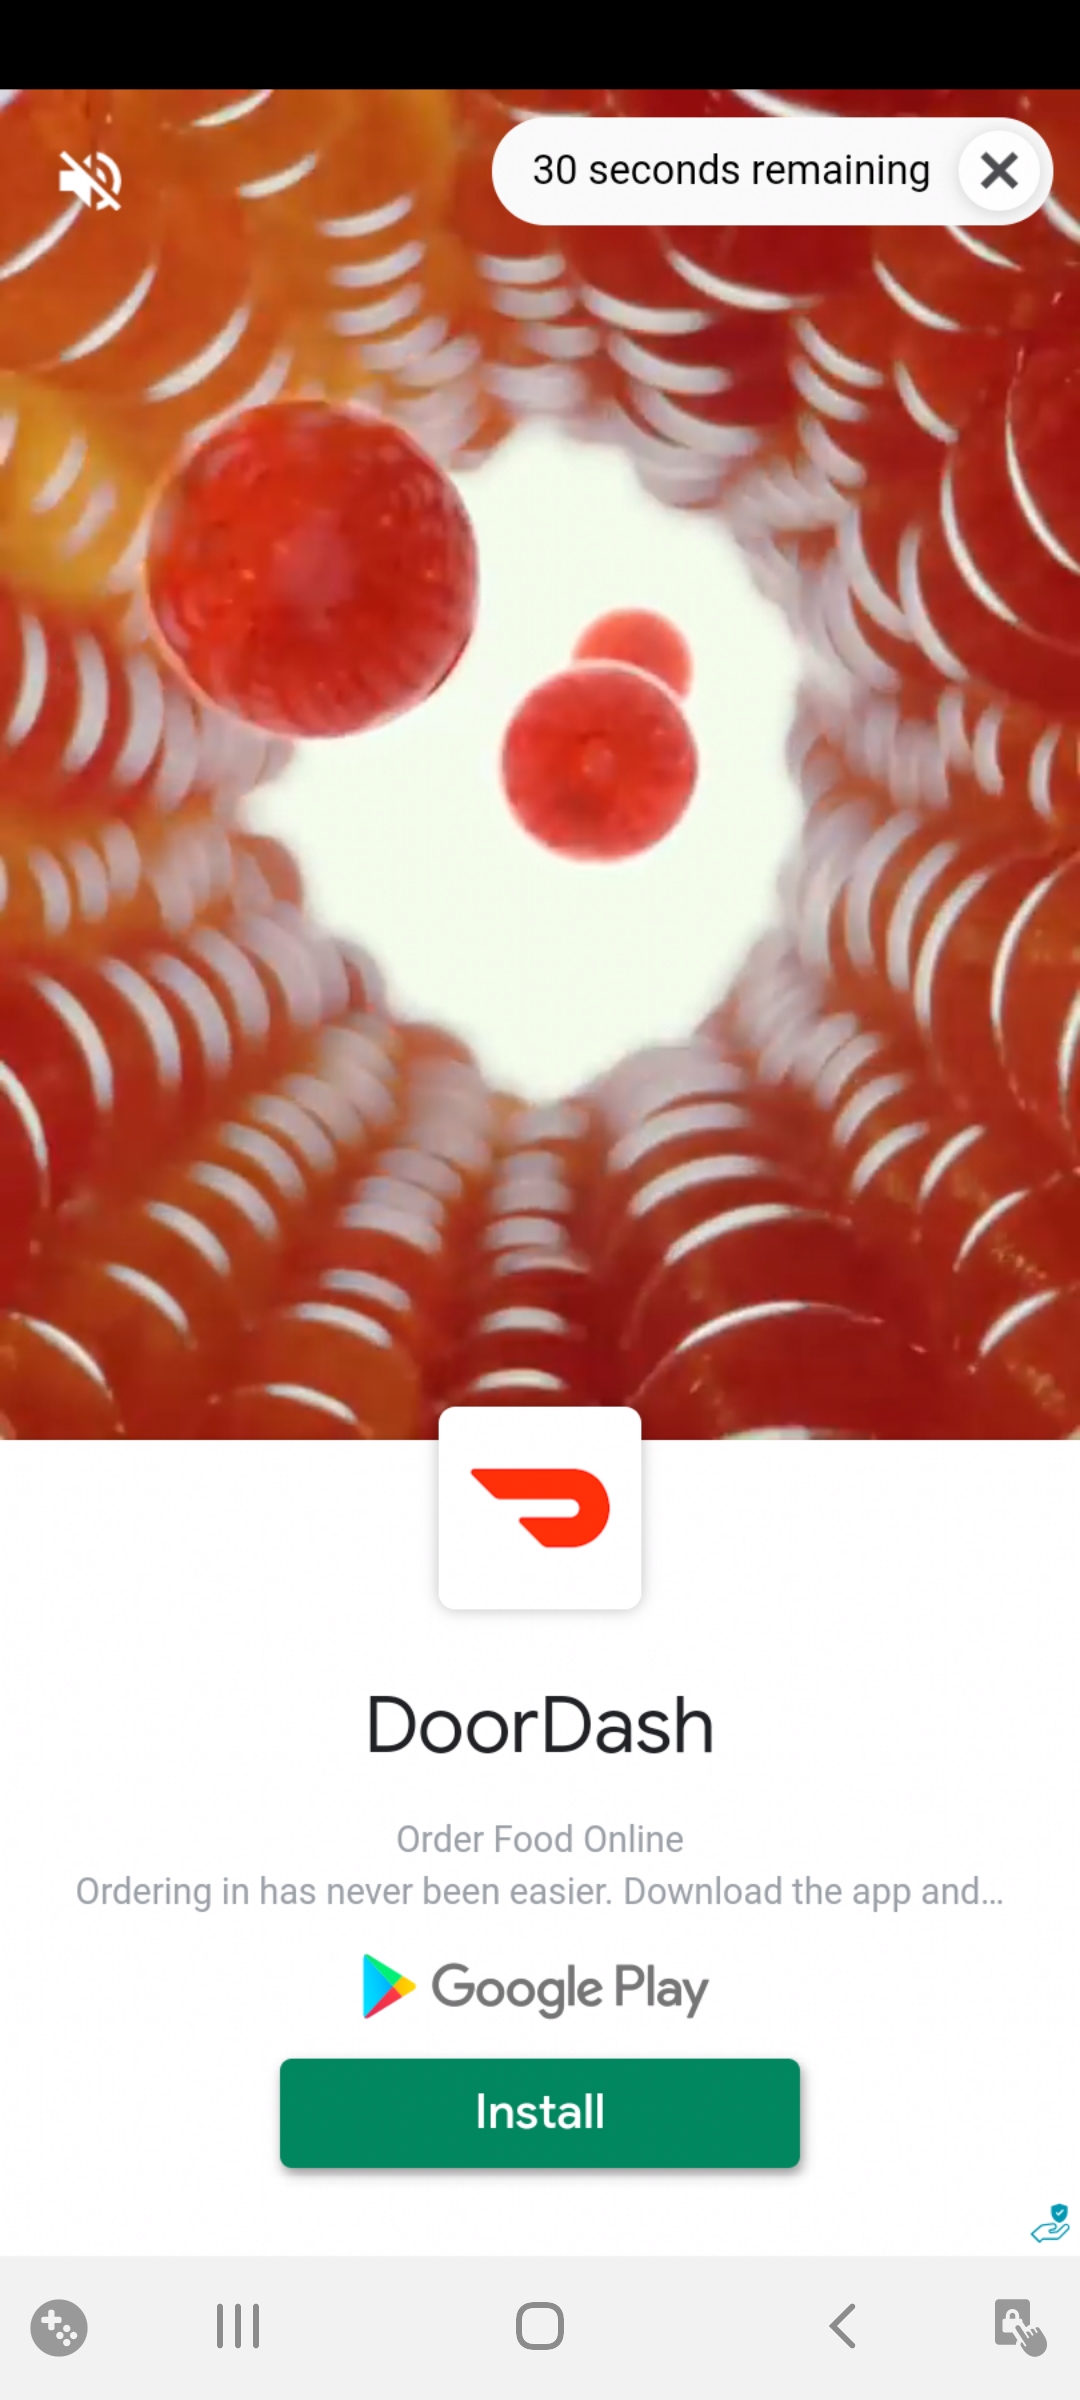 30 seconds remaining
DoorDash
Order Food Online
Ordering in has never been easier. Download the app and...
Google Play
Install